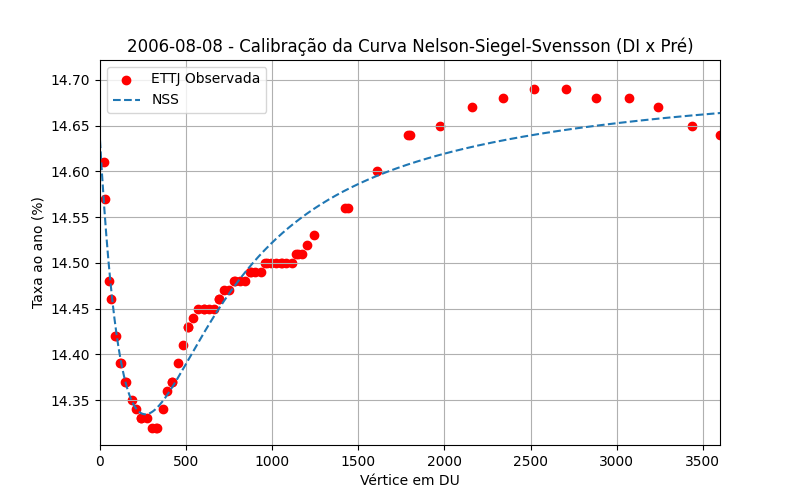 2006-08-08 - Calibração da Curva Nelson-Siegel-Svensson (DI x Pré)
ETTJ Observada
NSS
Taxa ao ano (%)
14.70
14.65
14.60
14.55
14.50
14.45
14.40
14.35
0 500 1000 1500 2000 2500 3000 3500
Vértice em DU